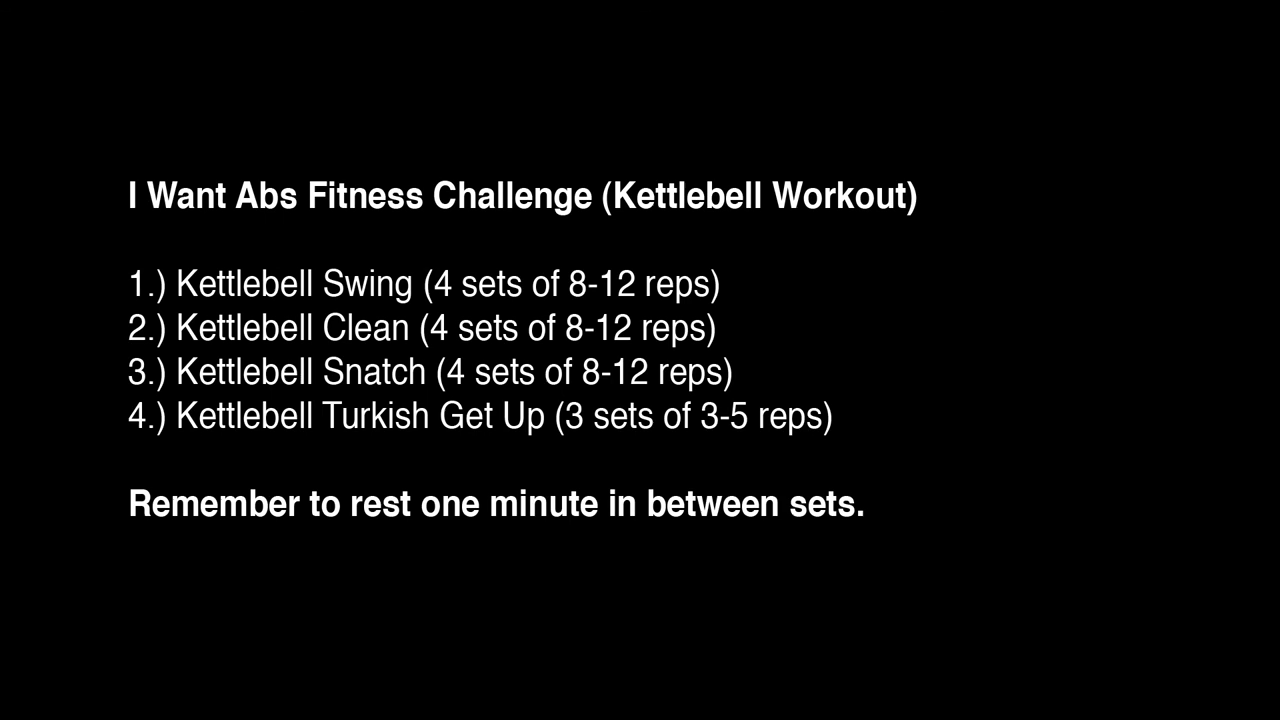 I Want Abs Fitness Challenge (Kettlebell Workout)
1.) Kettlebell Swing (4 sets of 8-12 reps)
2.) Kettlebell Clean (4 sets of 8-12 reps)
3.) Kettlebell Snatch (4 sets of 8-12 reps)
4.) Kettlebell Turkish Get Up (3 sets of 3-5 reps)
Remember to rest one minute in between sets.